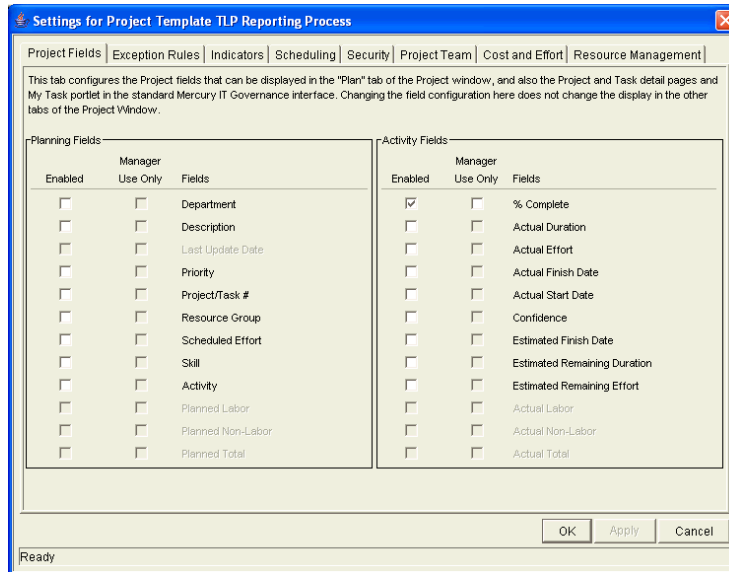 Settings for Project Template TLP Reporting Process
Project Fields Exception Rules Indicators Scheduling Security Project Team Cost and Effort Resource Management
This tab configures the Project fields that can be displayed in the "Plan" tab of the Project window, and also the Project and Task detail pages and
My Task portlet in the standard Mercury IT Governance interface. Changing the field configuration here does not change the display in the other
tabs of the Project Window.
Planning Fields
Manager
Enabled Use Only Fields
Department
Description
Last Update Date
Priority
Project/Task #
Resource Group
Scheduled Effort
Skill
Activity
Planned Labor
Planned Non-Labor
Planned Total
Activity Fields
Manager
Enabled Use Only Fields
% Complete
Actual Duration
Actual Effort
Actual Finish Date
Actual Start Date
Confidence
Estimated Finish Date
Estimated Remaining Duration
Estimated Remaining Effort
Actual Labor
Actual Non-Labor
Actual Total
OK Apply Cancel
Ready